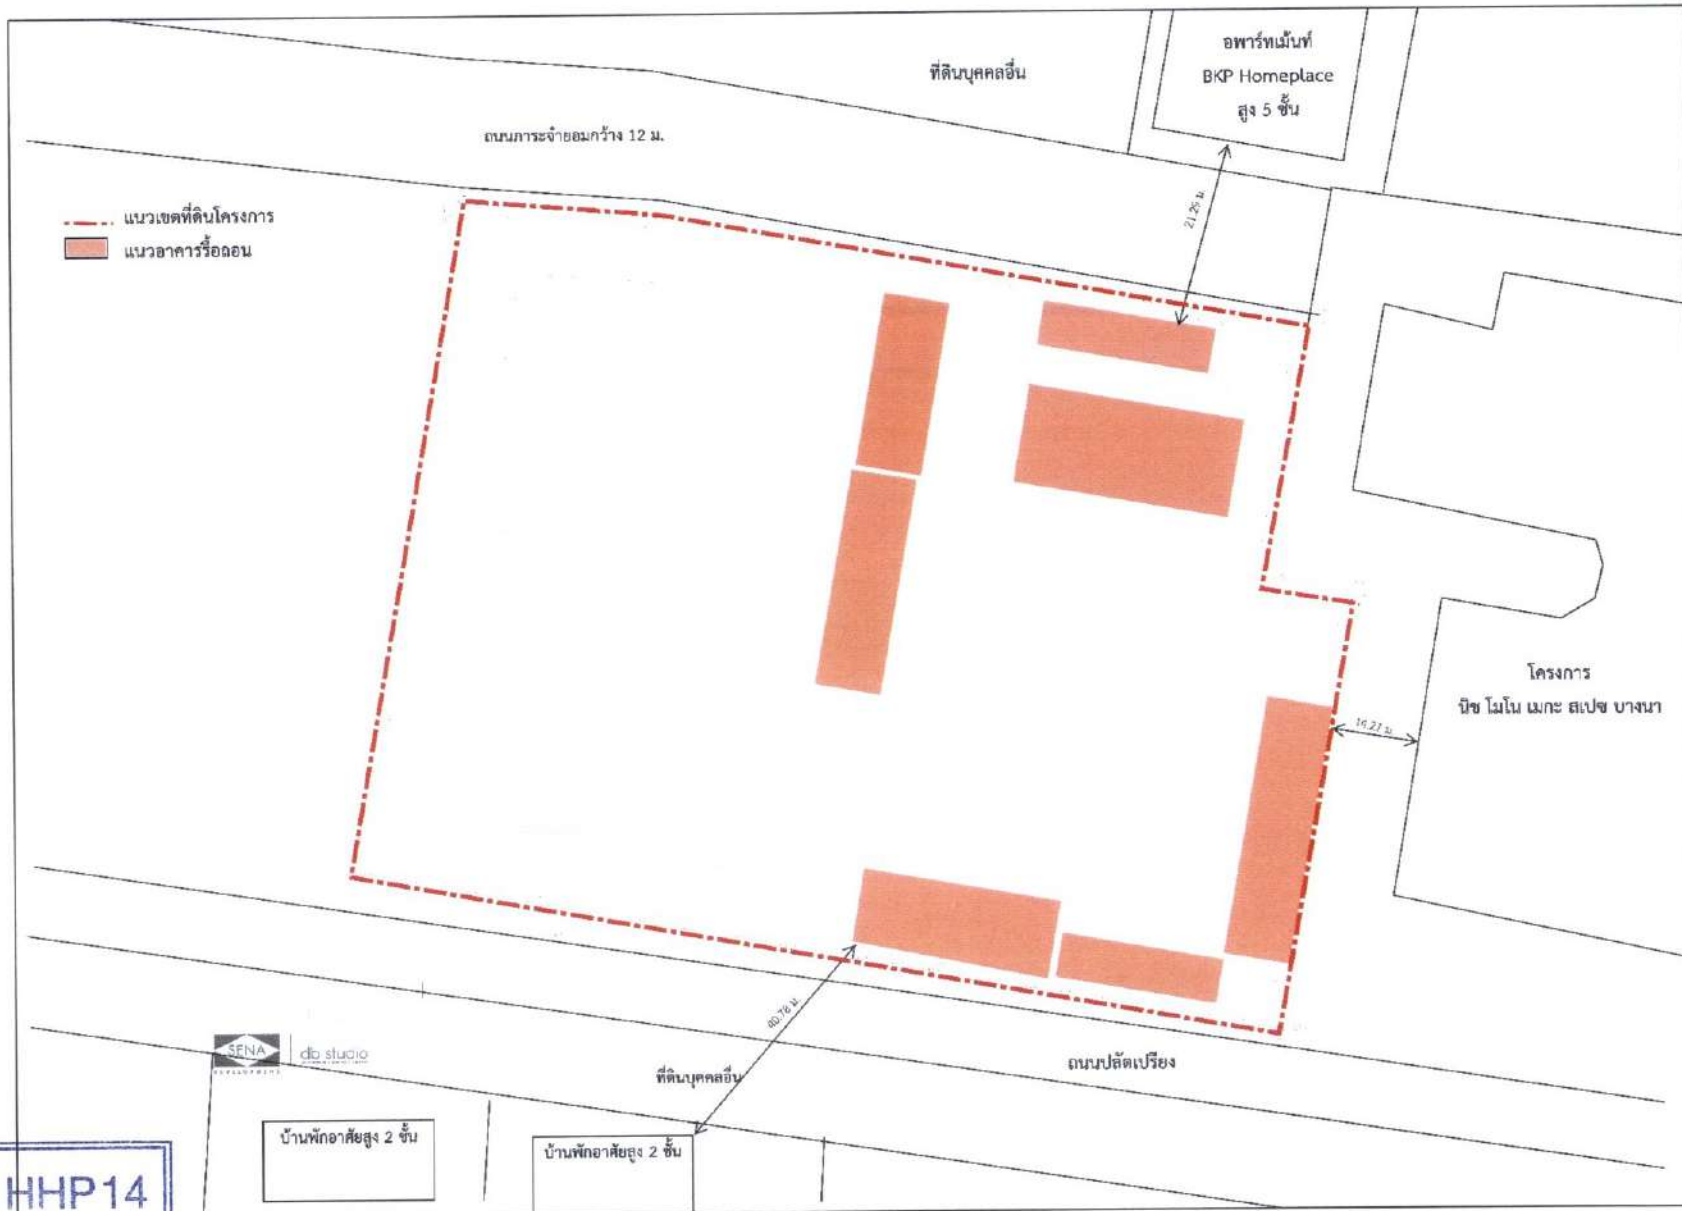 ที่ดินบุคคลอื่น
อพาร์ทเม้นท์
BKP Homeplace
สูง 5 ชั้น
ถนนภาระจำยอมกว้าง 12 ม.
21.29 ม.
แนวเขตที่ดินโครงการ
แนวอาคารรื้อถอน
โครงการ
นิช โมโน เมกะ สเปซ บางนา
16.27 ม.
40.78 ม.
SENA
DEVELOPMENT
db studio
ที่ดินบุคคลอื่น
ถนนปลัดเปรียง
บ้านพักอาศัยสูง 2 ชั้น
บ้านพักอาศัยสูง 2 ชั้น
HHP14